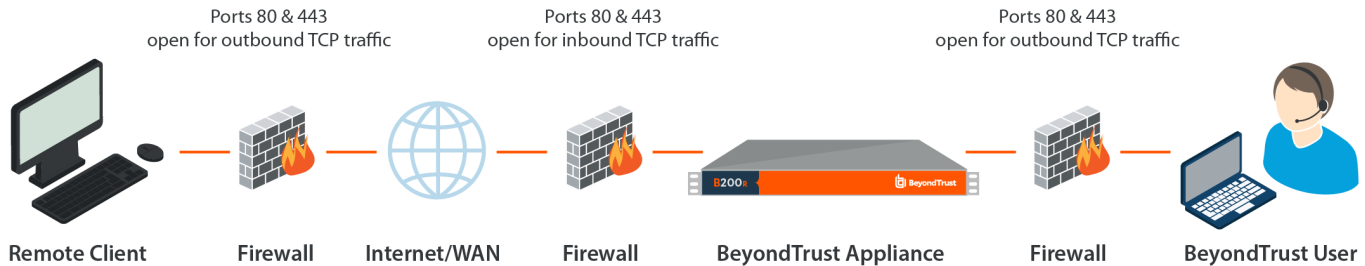 Ports 80 & 443
open for outbound TCP traffic
Ports 80 & 443
open for inbound TCP traffic
Ports 80 & 443
open for outbound TCP traffic
B200R
BeyondTrust
Remote Client
Firewall
Internet/WAN
Firewall
BeyondTrust Appliance
Firewall
BeyondTrust User